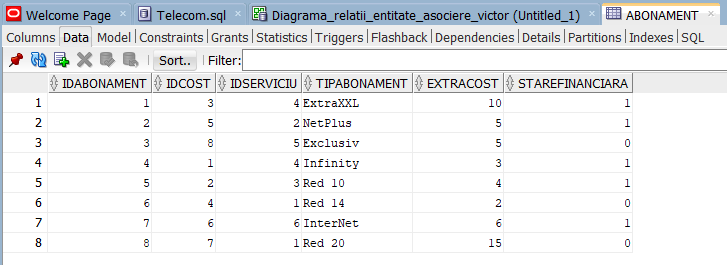 Welcome Page Telecom.sql Diagrama_relatii_entitate_asociere_victor (Untitled_1) ABONAMENT
Columns Data Model Constraints Grants Statistics Triggers Flashback Dependencies Details Partitions Indexes SQL
Sort.. Filter:
IDABONAMENT IDCOST IDSERVICIU TIPABONAMENT EXTRACOST STAREFINANCIARA
1 1 3 4 ExtraXXL 10 1
2 2 5 2 NetPlus 5 1
3 3 8 5 Exclusiv 5 0
4 4 1 4 Infinity 3 1
5 5 2 3 Red 10 4 1
6 6 4 1 Red 14 2 0
7 7 6 6 InterNet 6 1
8 8 7 1 Red 20 15 0